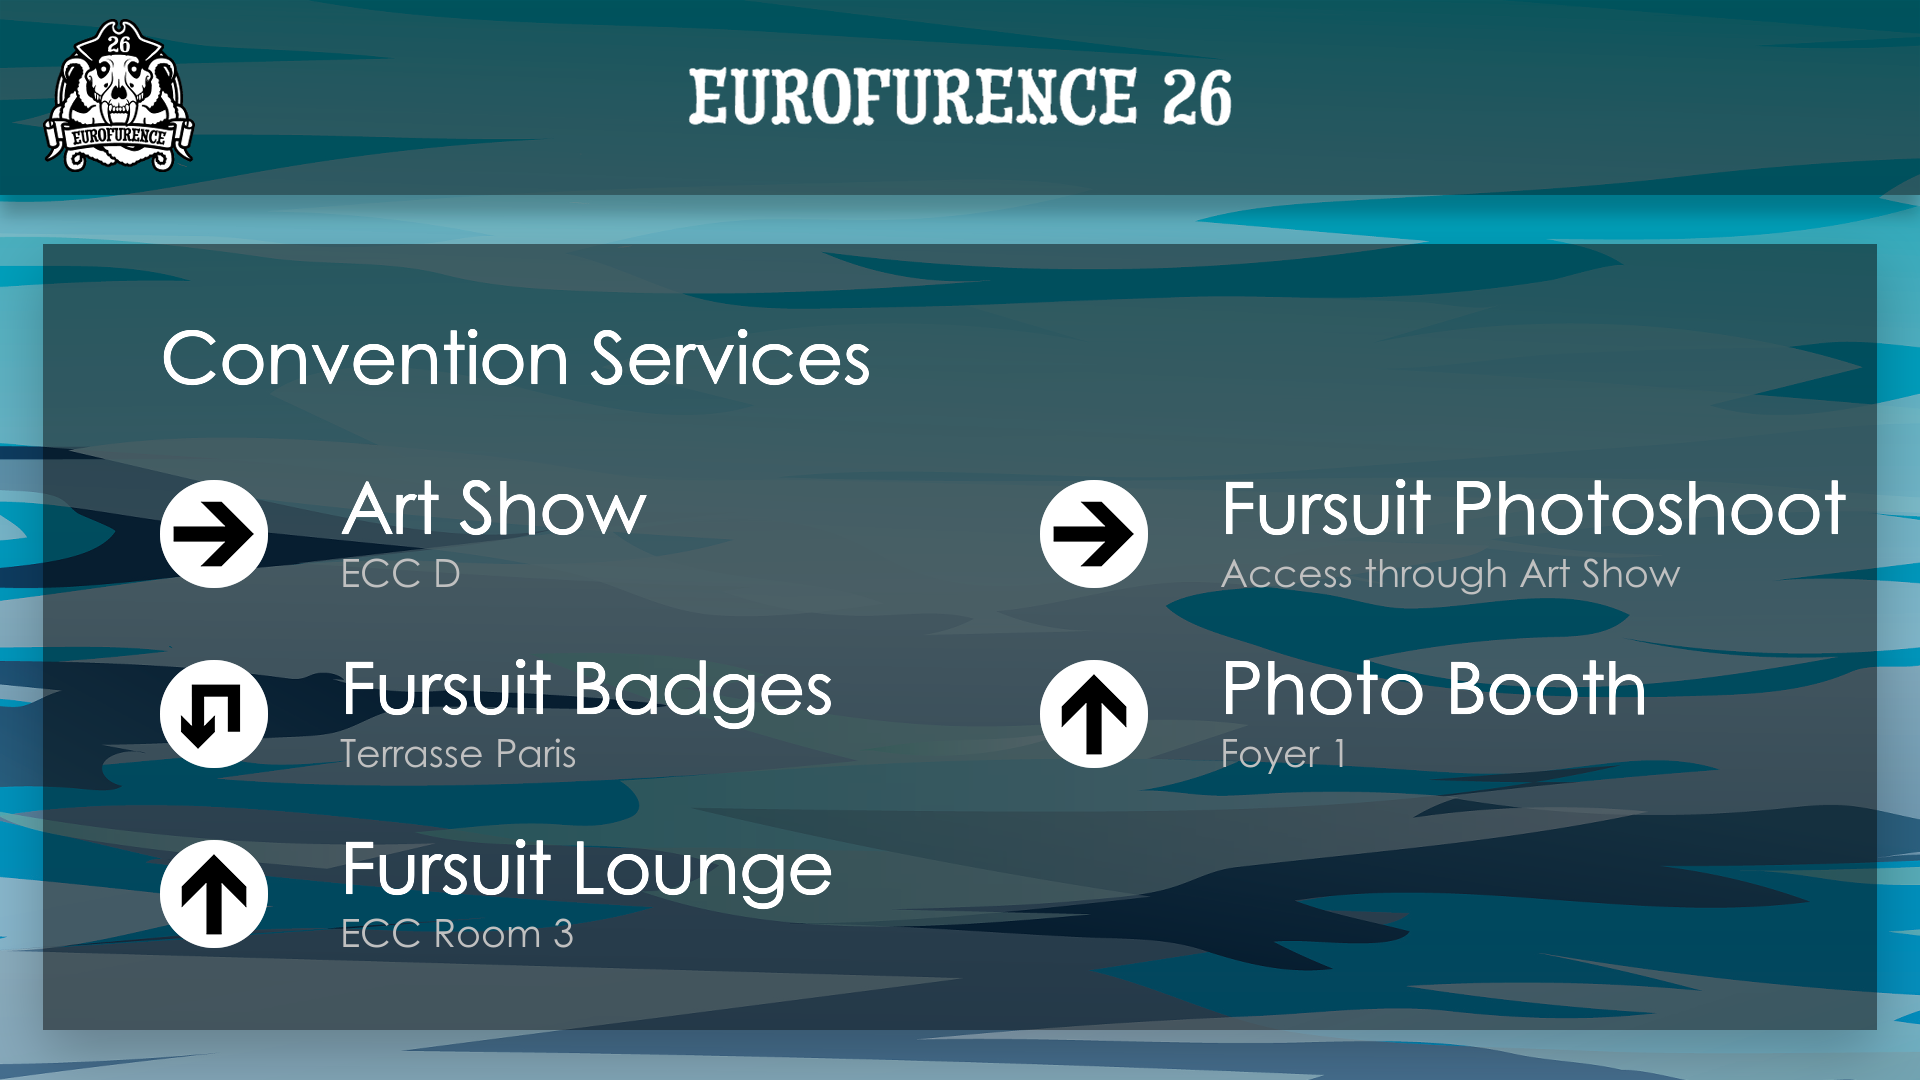 26
EUROFURENCE
EUROFURENCE 26
Convention Services
Art Show
ECC D
Fursuit Badges
Terrasse Paris
Fursuit Lounge
ECC Room 3
Fursuit Photoshoot
Access through Art Show
Photo Booth
Foyer 1